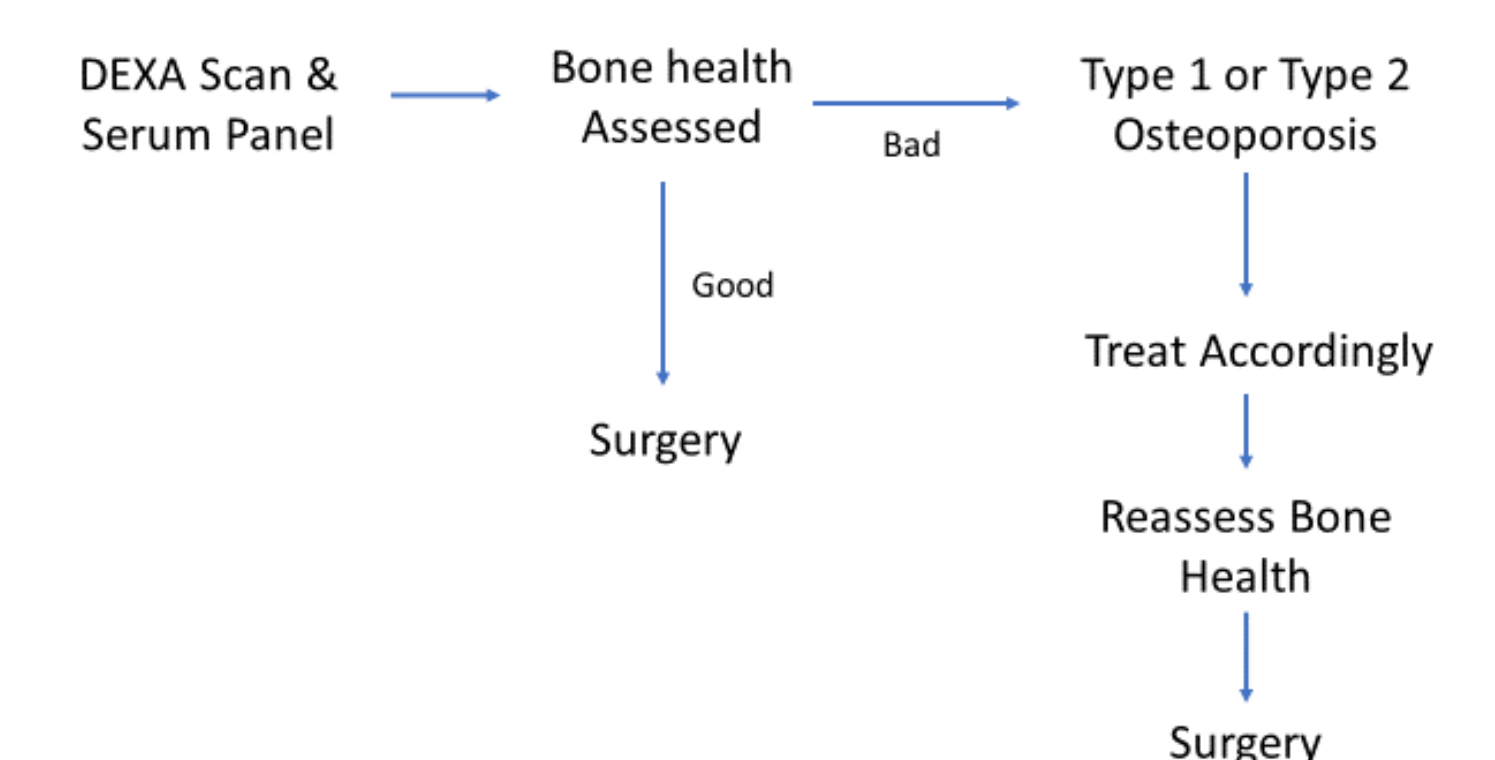 DEXA Scan &
Serum Panel
Bone health
Assessed
Bad
Type 1 or Type 2
Osteoporosis
Good
Treat Accordingly
Surgery
Reassess Bone
Health
Surgery